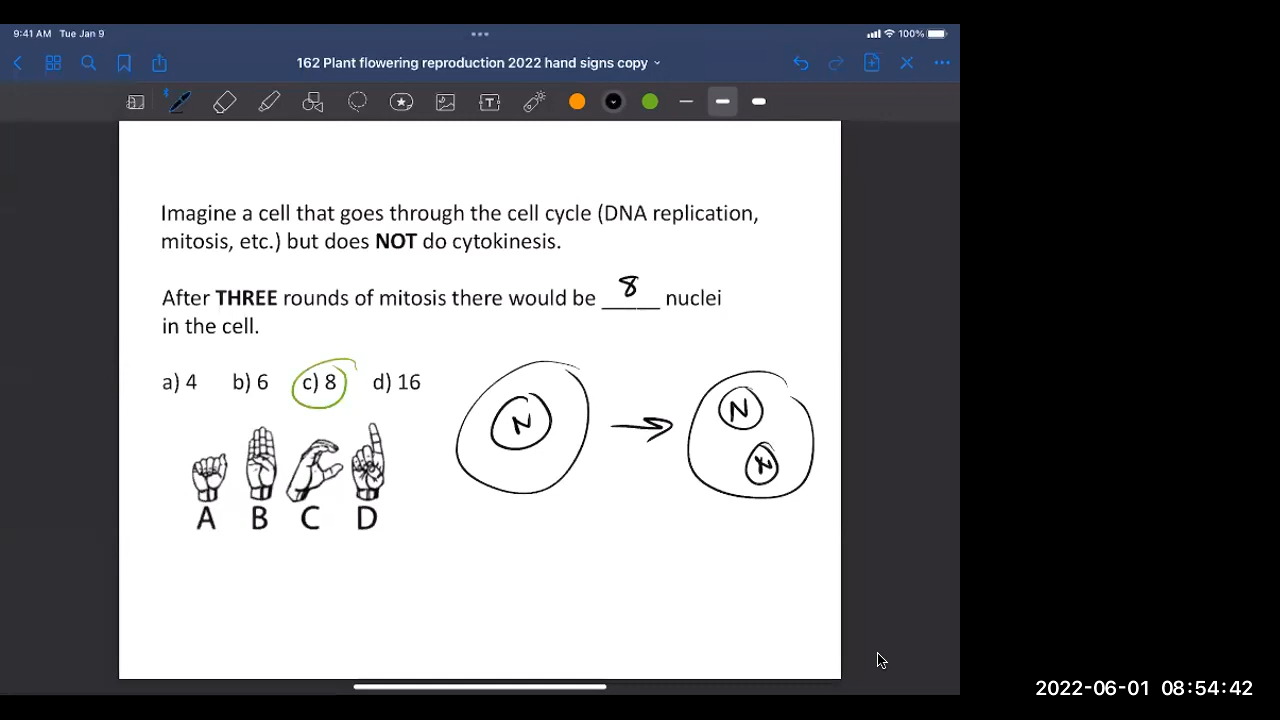 9:41 AM Tue Jan 9
100%
162 Plant flowering reproduction 2022 hand signs copy
T
Imagine a cell that goes through the cell cycle (DNA replication,
mitosis, etc.) but does NOT do cytokinesis.
After THREE rounds of mitosis there would be __8__ nuclei
in the cell.
a) 4 b) 6 c) 8 d) 16
N
N
N
A B C D
2022-06-01 08:54:42